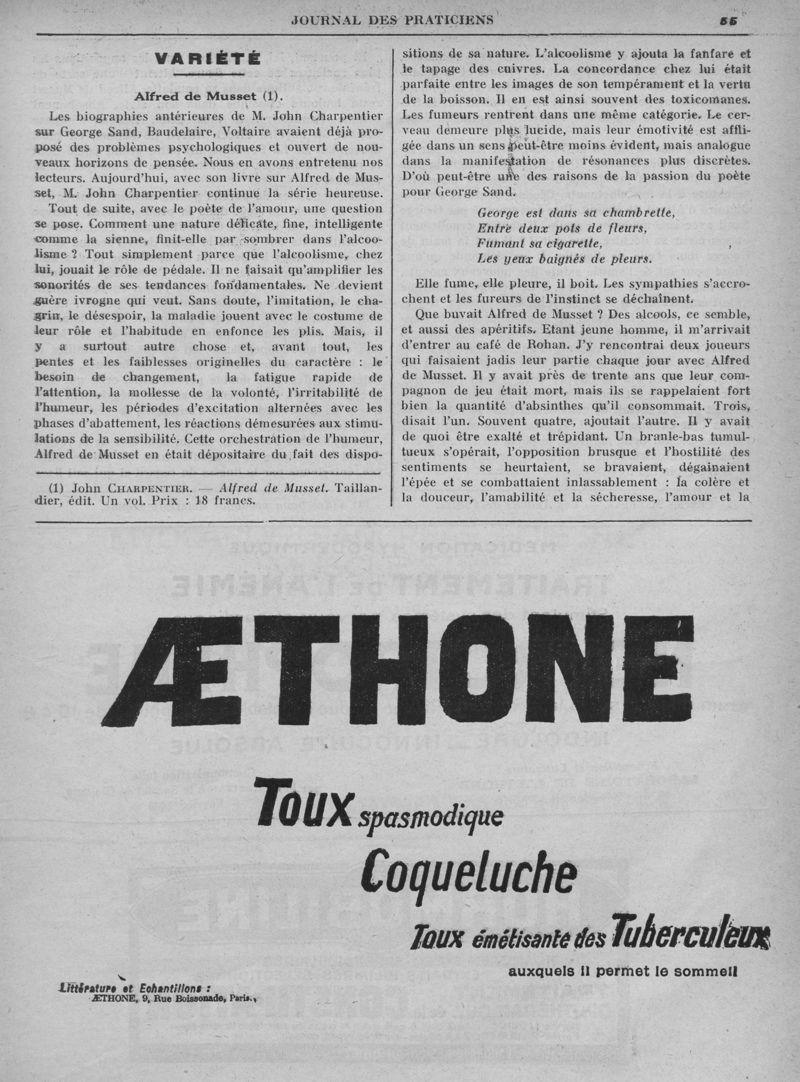 JOURNAL DES PRATICIENS 55
VARIÉTÉ
Alfred de Musset (1).
Les biographies antérieures de M. John Charpentier
sur George Sand, Baudelaire, Voltaire avaient déjà pro-
posé des problèmes psychologiques et ouvert de nou-
veaux horizons de pensée. Nous en avons entretenu nos
lecteurs. Aujourd'hui, avec son livre sur Alfred de Mus-
set, M. John Charpentier continue la série heureuse.
Tout de suite, avec le poète de l'amour, une question
se pose. Comment une nature délicate, fine, intelligente
comme la sienne, finit-elle par sombrer dans l'alcoo-
lisme ? Tout simplement parce que l'alcoolisme, chez
lui, jouait le rôle de pédale. Il ne faisait qu'amplifier les
sonorités de ses tendances fondamentales. Ne devient
guère ivrogne qui veut. Sans doute, l'imitation, le cha-
grin, le désespoir, la maladie jouent avec le costume de
leur rôle et l'habitude en enfonce les plis. Mais, il
y a surtout autre chose et, avant tout, les
pentes et les faiblesses originelles du caractère : le
besoin de changement, la fatigue rapide de
l'attention, la mollesse de la volonté, l'irritabilité de
l'humeur, les périodes d'excitation alternées avec les
phases d'abattement, les réactions démesurées aux stimu-
lations de la sensibilité. Cette orchestration de l'humeur,
Alfred de Musset en était dépositaire du fait des dispo-
(1) John CHARPENTIER. — Alfred de Musset. Taillan-
dier, édit. Un vol. Prix : 18 francs.
sitions de sa nature. L'alcoolisme y ajouta la fanfare et
le tapage des cuivres. La concordance chez lui était
parfaite entre les images de son tempérament et la vertu
de la boisson. Il en est ainsi souvent des toxicomanes.
Les fumeurs rentrent dans une même catégorie. Le cer-
veau demeure plus lucide, mais leur émotivité est affli-
gée dans un sens peut-être moins évident, mais analogue
dans la manifestation de résonances plus discrètes.
D'où peut-être une des raisons de la passion du poète
pour George Sand.
George est dans sa chambrette,
Entre deux pots de fleurs,
Fumant sa cigarette,
Les yeux baignés de pleurs.
Elle fume, elle pleure, il boit. Les sympathies s'accro-
chent et les fureurs de l'instinct se déchaînent.
Que buvait Alfred de Musset ? Des alcools, ce semble,
et aussi des apéritifs. Etant jeune homme, il m'arrivait
d'entrer au café de Rohan. J'y rencontrai deux joueurs
qui faisaient jadis leur partie chaque jour avec Alfred
de Musset. Il y avait près de trente ans que leur com-
pagnon de jeu était mort, mais ils se rappelaient fort
bien la quantité d'absinthes qu'il consommait. Trois,
disait l'un. Souvent quatre, ajoutait l'autre. Il y avait
de quoi être exalté et trépidant. Un branle-bas tumul-
tueux s'opérait, l'opposition brusque et l'hostilité des
sentiments se heurtaient, se bravaient, dégainaient
l'épée et se combattaient inlassablement : la colère et
la douceur, l'amabilité et la sécheresse, l'amour et la
ÆTHONE
Toux spasmodique
Coqueluche
Toux émétisante des Tuberculeux
auxquels il permet le sommeil
Littérature et Echantillons :
ÆTHONE, 9, Rue Boissonade, Paris.